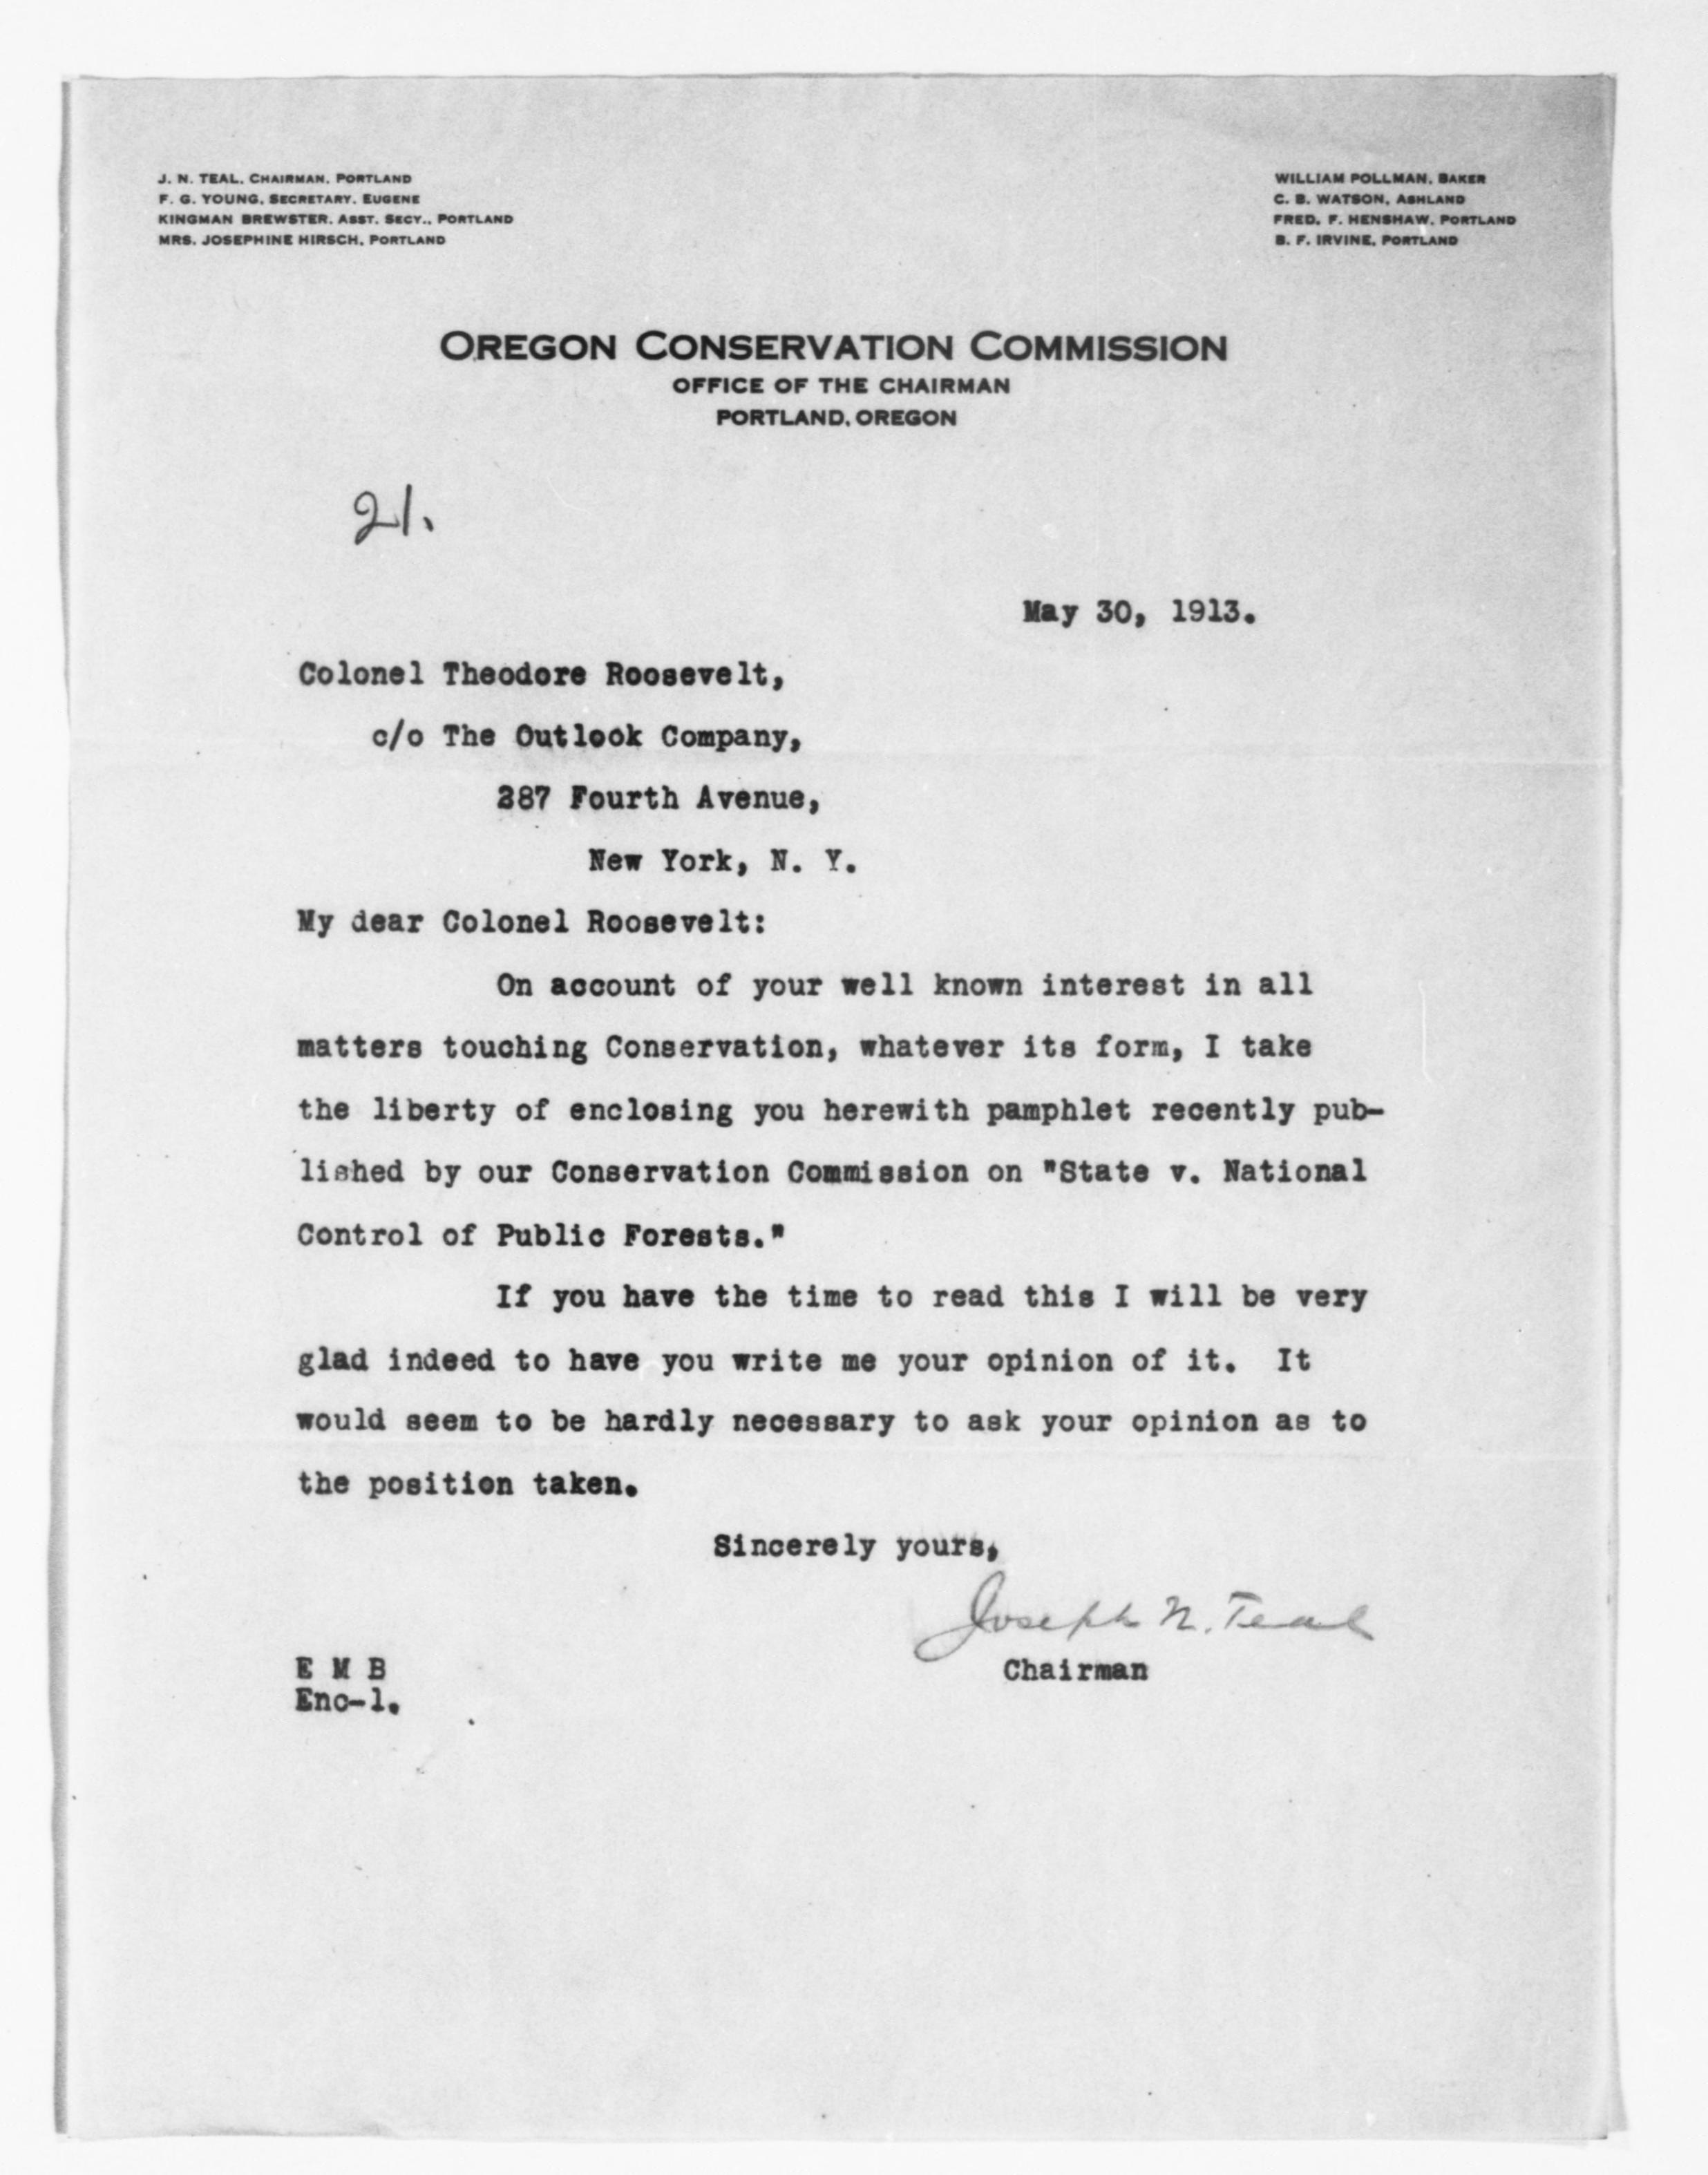 J. N. TEAL, CHAIRMAN, PORTLAND
F. G. YOUNG, SECRETARY, EUGENE
KINGMAN BREWSTER, ASST. SECY., PORTLAND
MRS. JOSEPHINE HIRSCH, PORTLAND
WILLIAM POLLMAN, BAKER
C. B. WATSON, ASHLAND
FRED. F. HENSHAW, PORTLAND
B. F. IRVINE, PORTLAND
OREGON CONSERVATION COMMISSION
OFFICE OF THE CHAIRMAN
PORTLAND, OREGON
21.
May 30, 1913.
Colonel Theodore Roosevelt,
c/o The Outlook Company,
287 Fourth Avenue,
New York, N. Y.
My dear Colonel Roosevelt:
On account of your well known interest in all
matters touching Conservation, whatever its form, I take
the liberty of enclosing you herewith pamphlet recently pub-
lished by our Conservation Commission on "State v. National
Control of Public Forests."
If you have the time to read this I will be very
glad indeed to have you write me your opinion of it. It
would seem to be hardly necessary to ask your opinion as to
the position taken.
Sincerely yours,
Joseph N. Teal
Chairman
E M B
Enc-1.